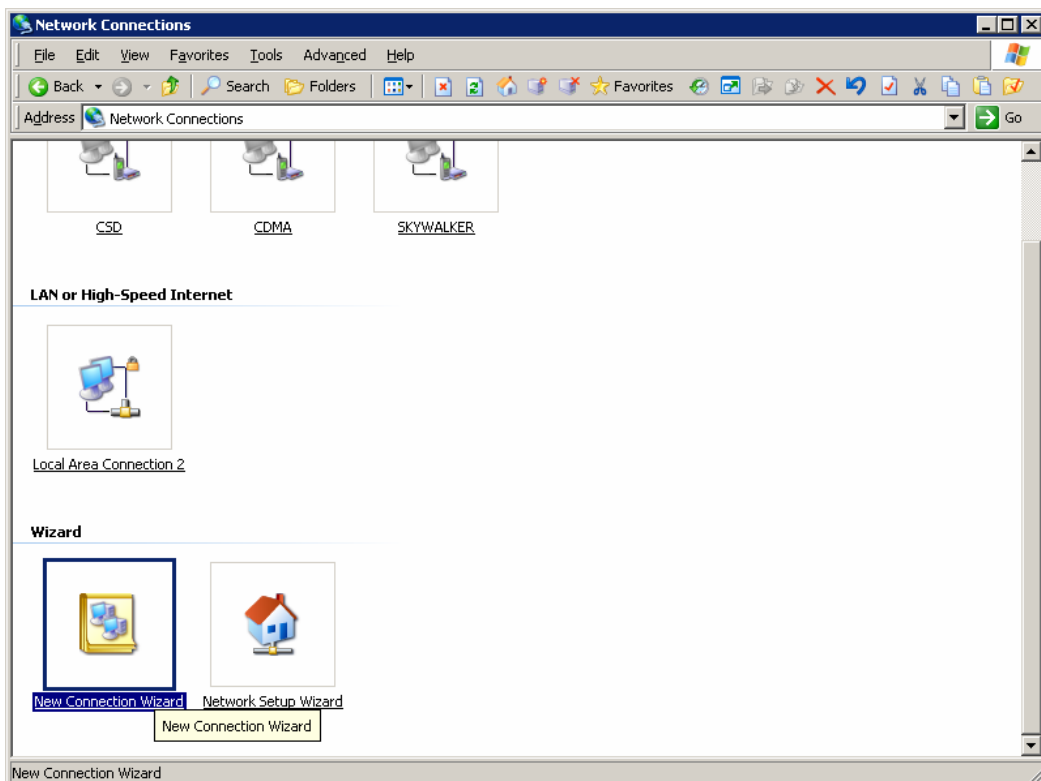 Network Connections
File Edit View Favorites Tools Advanced Help
Back Search Folders Favorites
Address Network Connections Go
CSD CDMA SKYWALKER
LAN or High-Speed Internet
Local Area Connection 2
Wizard
New Connection Wizard Network Setup Wizard
New Connection Wizard
New Connection Wizard